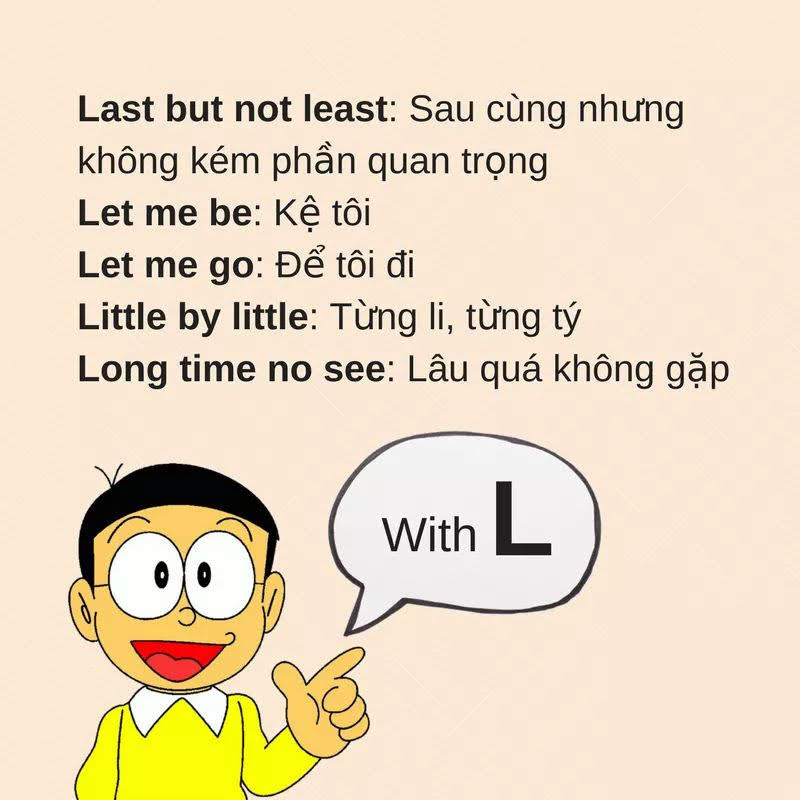 Last but not least: Sau cùng nhưng
không kém phần quan trọng
Let me be: Kệ tôi
Let me go: Để tôi đi
Little by little: Từng li, từng tý
Long time no see: Lâu quá không gặp
With L